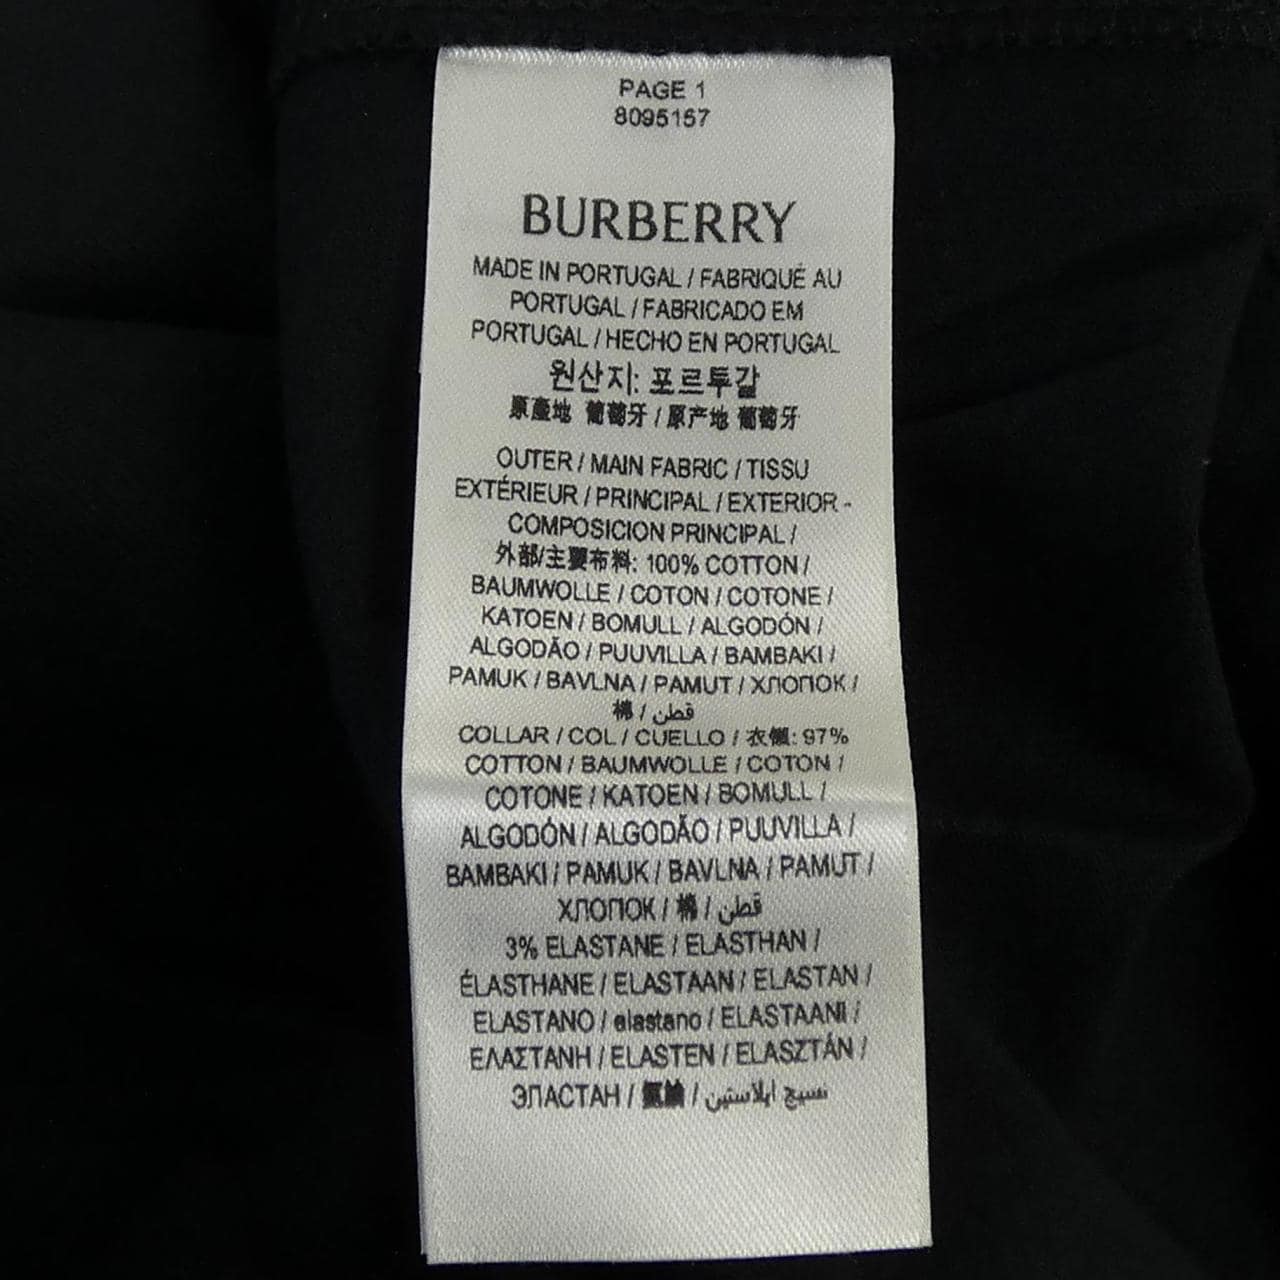 PAGE 1
8095157
BURBERRY
MADE IN PORTUGAL / FABRIQUÉ AU
PORTUGAL / FABRICADO EM
PORTUGAL / HECHO EN PORTUGAL
원산지: 포르투갈
原產地 葡萄牙 / 原产地 葡萄牙
OUTER / MAIN FABRIC / TISSU
EXTÉRIEUR / PRINCIPAL / EXTERIOR -
COMPOSICION PRINCIPAL /
外部/主要布料: 100% COTTON /
BAUMWOLLE / COTON / COTONE /
KATOEN / BOMULL / ALGODÓN /
ALGODÃO / PUUVILLA / BAMBAKI /
PAMUK / BAVLNA / PAMUT / ХЛОПОК /
棉 / قطن
COLLAR / COL / CUELLO / 衣領: 97%
COTTON / BAUMWOLLE / COTON /
COTONE / KATOEN / BOMULL /
ALGODÓN / ALGODÃO / PUUVILLA /
BAMBAKI / PAMUK / BAVLNA / PAMUT /
ХЛОПОК / 棉 / قطن
3% ELASTANE / ELASTHAN /
ÉLASTHANE / ELASTAAN / ELASTAN /
ELASTANO / elastano / ELASTAANI /
ΕΛΑΣΤΑΝΗ / ELASTEN / ELASZTÁN /
ЭЛАСТАН / / نسيج ايلاستين